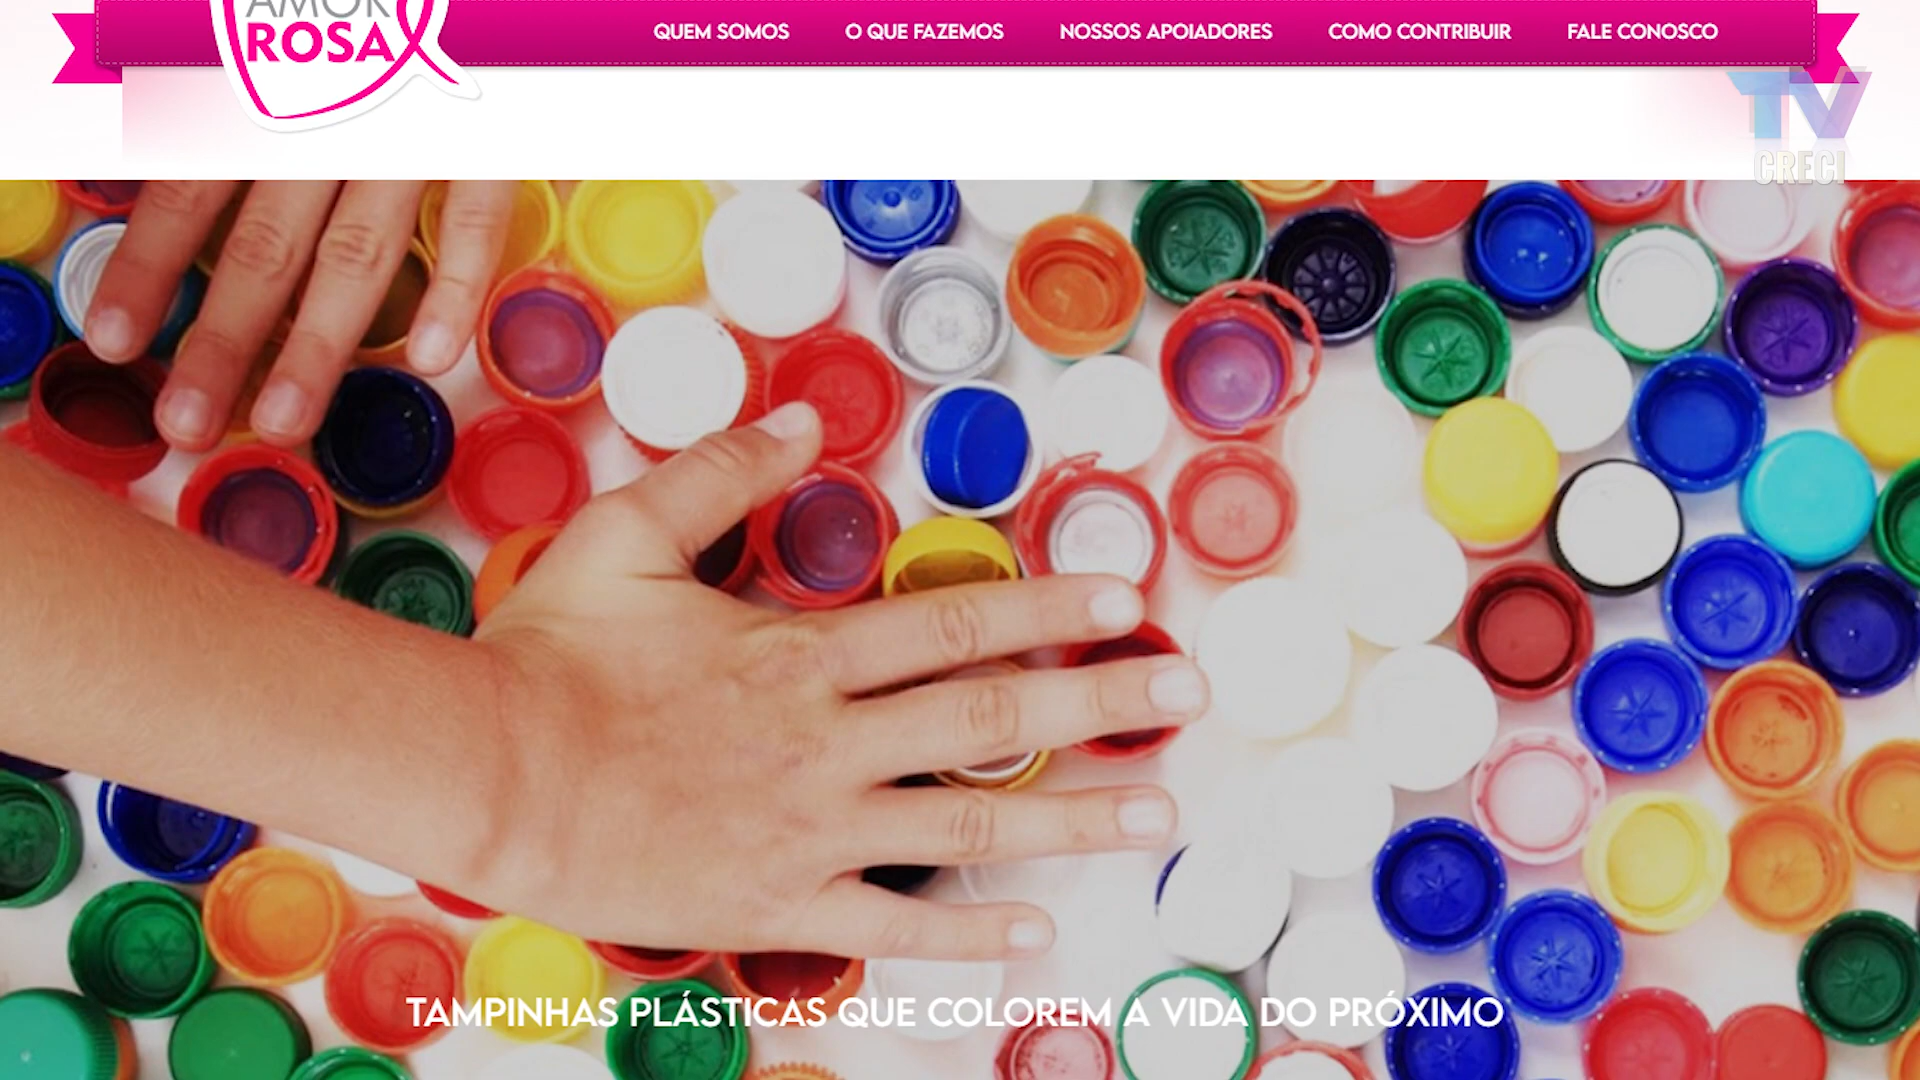 AMOR
ROSA
QUEM SOMOS
O QUE FAZEMOS
NOSSOS APOIADORES
COMO CONTRIBUIR
FALE CONOSCO
TV
CRECI
TAMPINHAS PLÁSTICAS QUE COLOREM A VIDA DO PRÓXIMO